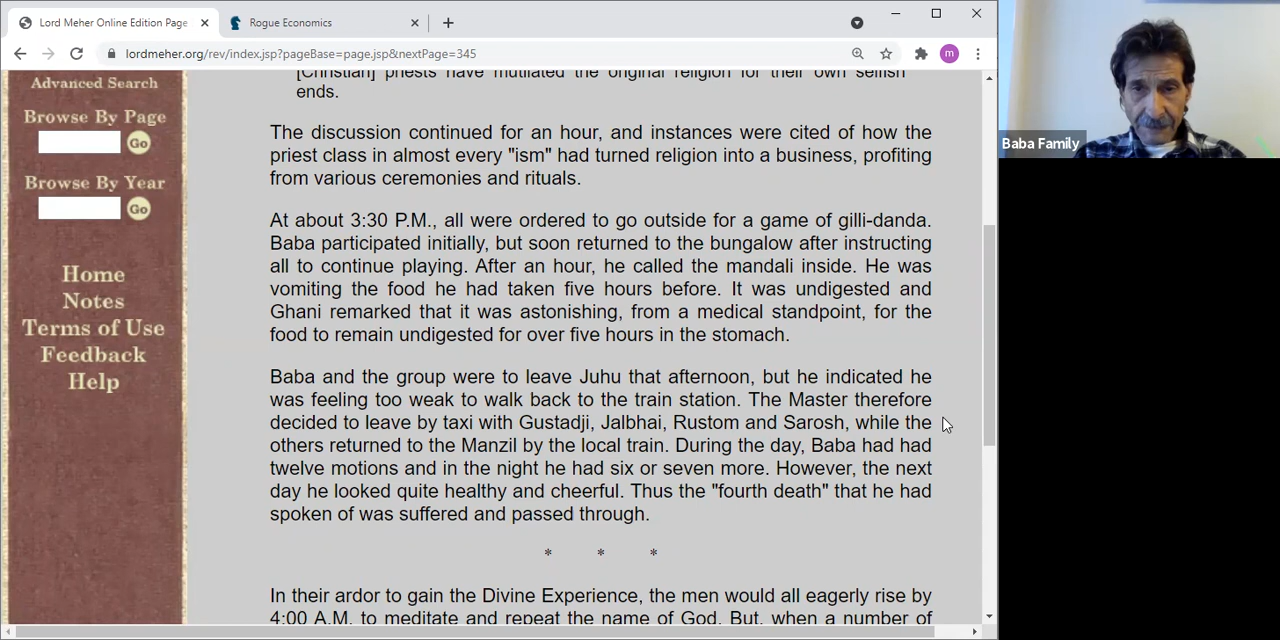 Lord Meher Online Edition Page
Rogue Economics
lordmeher.org/rev/index.jsp?pageBase=page.jsp&nextPage=345
m
Advanced Search
Browse By Page
Go
Browse By Year
Go
Home
Notes
Terms of Use
Feedback
Help
[Christian] priests have mutilated the original religion for their own selfish
ends.
The discussion continued for an hour, and instances were cited of how the
priest class in almost every "ism" had turned religion into a business, profiting
from various ceremonies and rituals.
At about 3:30 P.M., all were ordered to go outside for a game of gilli-danda.
Baba participated initially, but soon returned to the bungalow after instructing
all to continue playing. After an hour, he called the mandali inside. He was
vomiting the food he had taken five hours before. It was undigested and
Ghani remarked that it was astonishing, from a medical standpoint, for the
food to remain undigested for over five hours in the stomach.
Baba and the group were to leave Juhu that afternoon, but he indicated he
was feeling too weak to walk back to the train station. The Master therefore
decided to leave by taxi with Gustadji, Jalbhai, Rustom and Sarosh, while the
others returned to the Manzil by the local train. During the day, Baba had had
twelve motions and in the night he had six or seven more. However, the next
day he looked quite healthy and cheerful. Thus the "fourth death" that he had
spoken of was suffered and passed through.
* * *
In their ardor to gain the Divine Experience, the men would all eagerly rise by
4:00 A.M. to meditate and repeat the name of God. But, when a number of
Baba Family